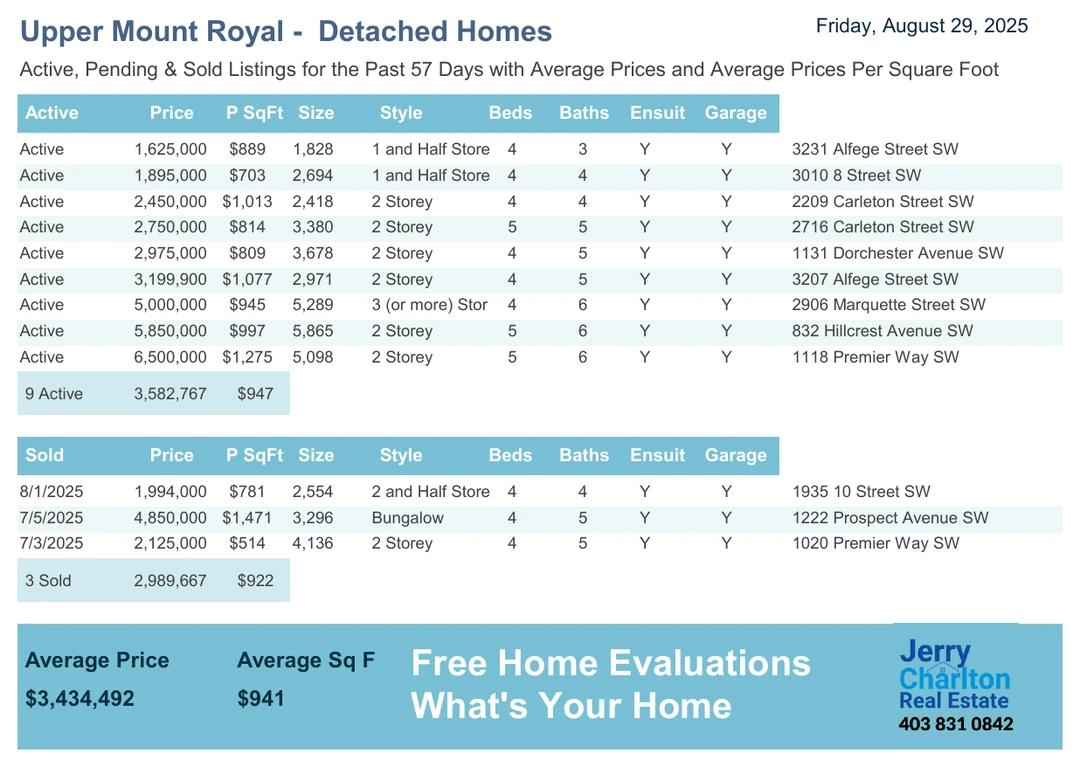 Upper Mount Royal - Detached Homes
Friday, August 29, 2025
Active, Pending & Sold Listings for the Past 57 Days with Average Prices and Average Prices Per Square Foot
Active Price P SqFt Size Style Beds Baths Ensuit Garage
Active 1,625,000 $889 1,828 1 and Half Store 4 3 Y Y 3231 Alfege Street SW
Active 1,895,000 $703 2,694 1 and Half Store 4 4 Y Y 3010 8 Street SW
Active 2,450,000 $1,013 2,418 2 Storey 4 4 Y Y 2209 Carleton Street SW
Active 2,750,000 $814 3,380 2 Storey 5 5 Y Y 2716 Carleton Street SW
Active 2,975,000 $809 3,678 2 Storey 4 5 Y Y 1131 Dorchester Avenue SW
Active 3,199,900 $1,077 2,971 2 Storey 4 5 Y Y 3207 Alfege Street SW
Active 5,000,000 $945 5,289 3 (or more) Stor 4 6 Y Y 2906 Marquette Street SW
Active 5,850,000 $997 5,865 2 Storey 5 6 Y Y 832 Hillcrest Avenue SW
Active 6,500,000 $1,275 5,098 2 Storey 5 6 Y Y 1118 Premier Way SW
9 Active 3,582,767 $947
Sold Price P SqFt Size Style Beds Baths Ensuit Garage
8/1/2025 1,994,000 $781 2,554 2 and Half Store 4 4 Y Y 1935 10 Street SW
7/5/2025 4,850,000 $1,471 3,296 Bungalow 4 5 Y Y 1222 Prospect Avenue SW
7/3/2025 2,125,000 $514 4,136 2 Storey 4 5 Y Y 1020 Premier Way SW
3 Sold 2,989,667 $922
Average Price Average Sq F
$3,434,492 $941
Free Home Evaluations
What's Your Home
Jerry
Charlton
Real Estate
403 831 0842